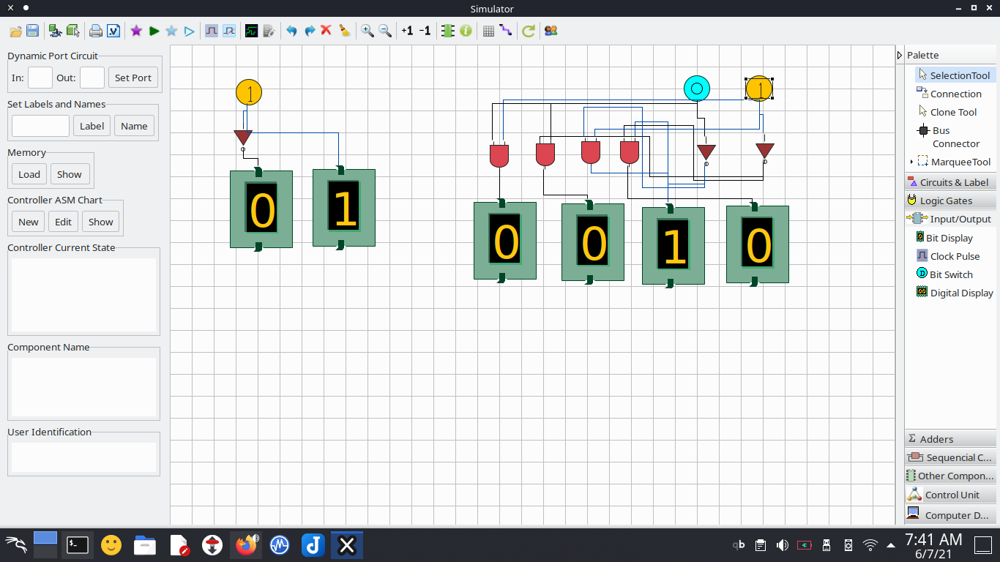 Simulator
+1 -1
Dynamic Port Circuit
In: Out: Set Port
Set Labels and Names
Label Name
Memory
Load Show
Controller ASM Chart
New Edit Show
Controller Current State
Component Name
User Identification
1
0
1
0
1
0
0
1
0
Palette
SelectionTool
Connection
Clone Tool
Bus
Connector
MarqueeTool
Circuits & Label
Logic Gates
Input/Output
Bit Display
Clock Pulse
Bit Switch
Digital Display
Adders
Sequential C...
Other Compon...
Control Unit
Computer D...
qb
7:41 AM
6/7/21